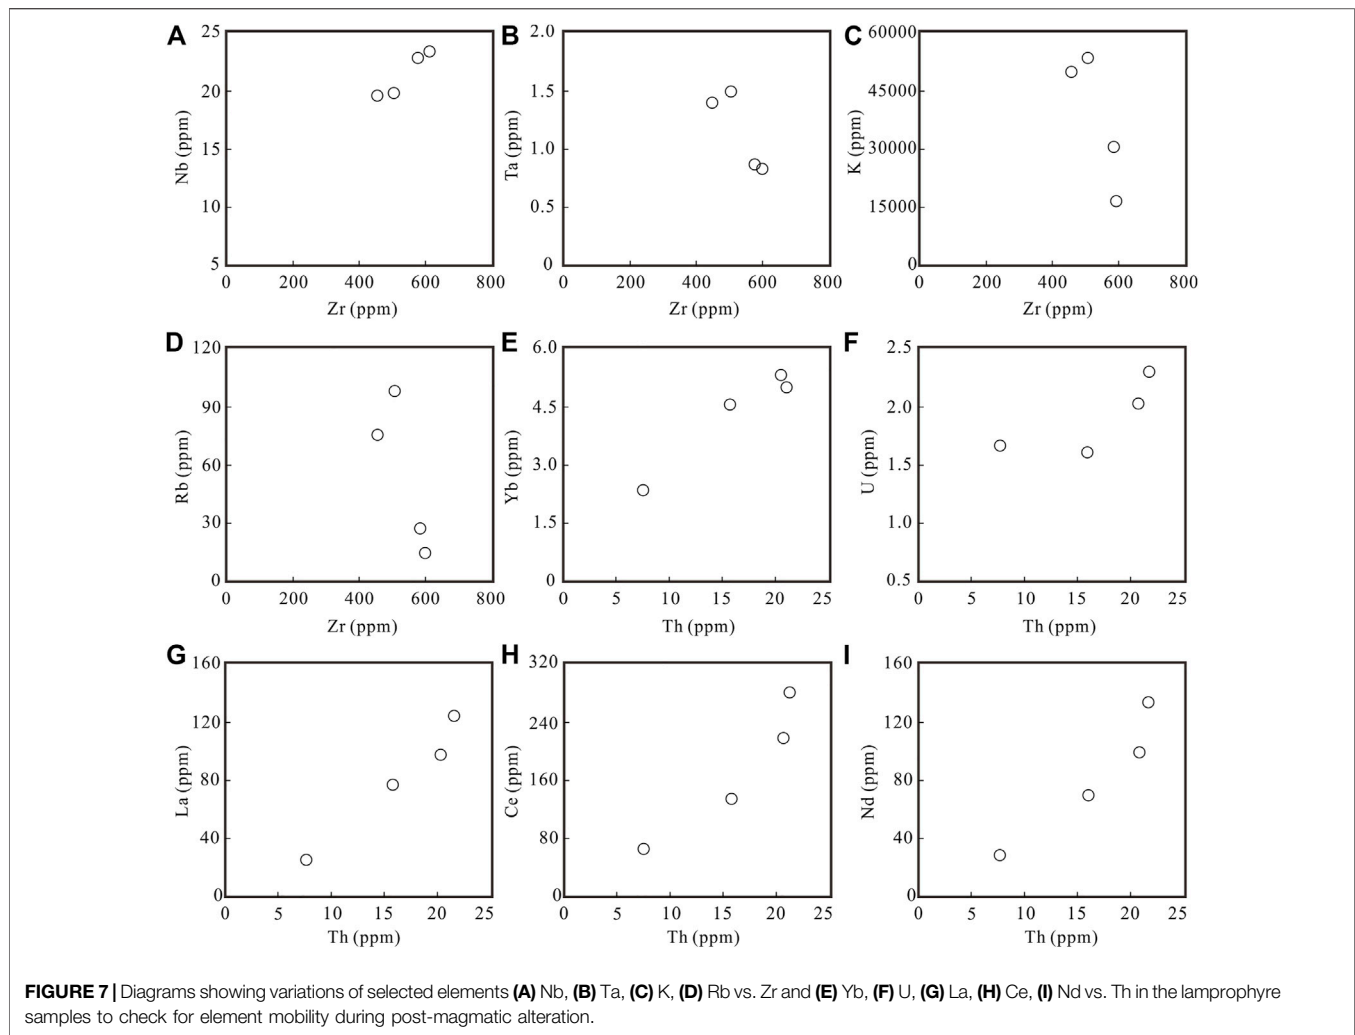 A
25
20
15
10
5
Nb (ppm)
0 200 400 600 800
Zr (ppm)
B
2.0
1.5
1.0
0.5
0
Ta (ppm)
0 200 400 600 800
Zr (ppm)
C
60000
45000
30000
15000
0
K (ppm)
0 200 400 600 800
Zr (ppm)
D
120
90
60
30
0
Rb (ppm)
0 200 400 600 800
Zr (ppm)
E
6.0
4.5
3.0
1.5
0
Yb (ppm)
0 5 10 15 20 25
Th (ppm)
F
2.5
2.0
1.5
1.0
0.5
U (ppm)
0 5 10 15 20 25
Th (ppm)
G
160
120
80
40
0
La (ppm)
0 5 10 15 20 25
Th (ppm)
H
320
240
160
80
0
Ce (ppm)
0 5 10 15 20 25
Th (ppm)
I
160
120
80
40
0
Nd (ppm)
0 5 10 15 20 25
Th (ppm)
FIGURE 7 | Diagrams showing variations of selected elements (A) Nb, (B) Ta, (C) K, (D) Rb vs. Zr and (E) Yb, (F) U, (G) La, (H) Ce, (I) Nd vs. Th in the lamprophyre
samples to check for element mobility during post-magmatic alteration.